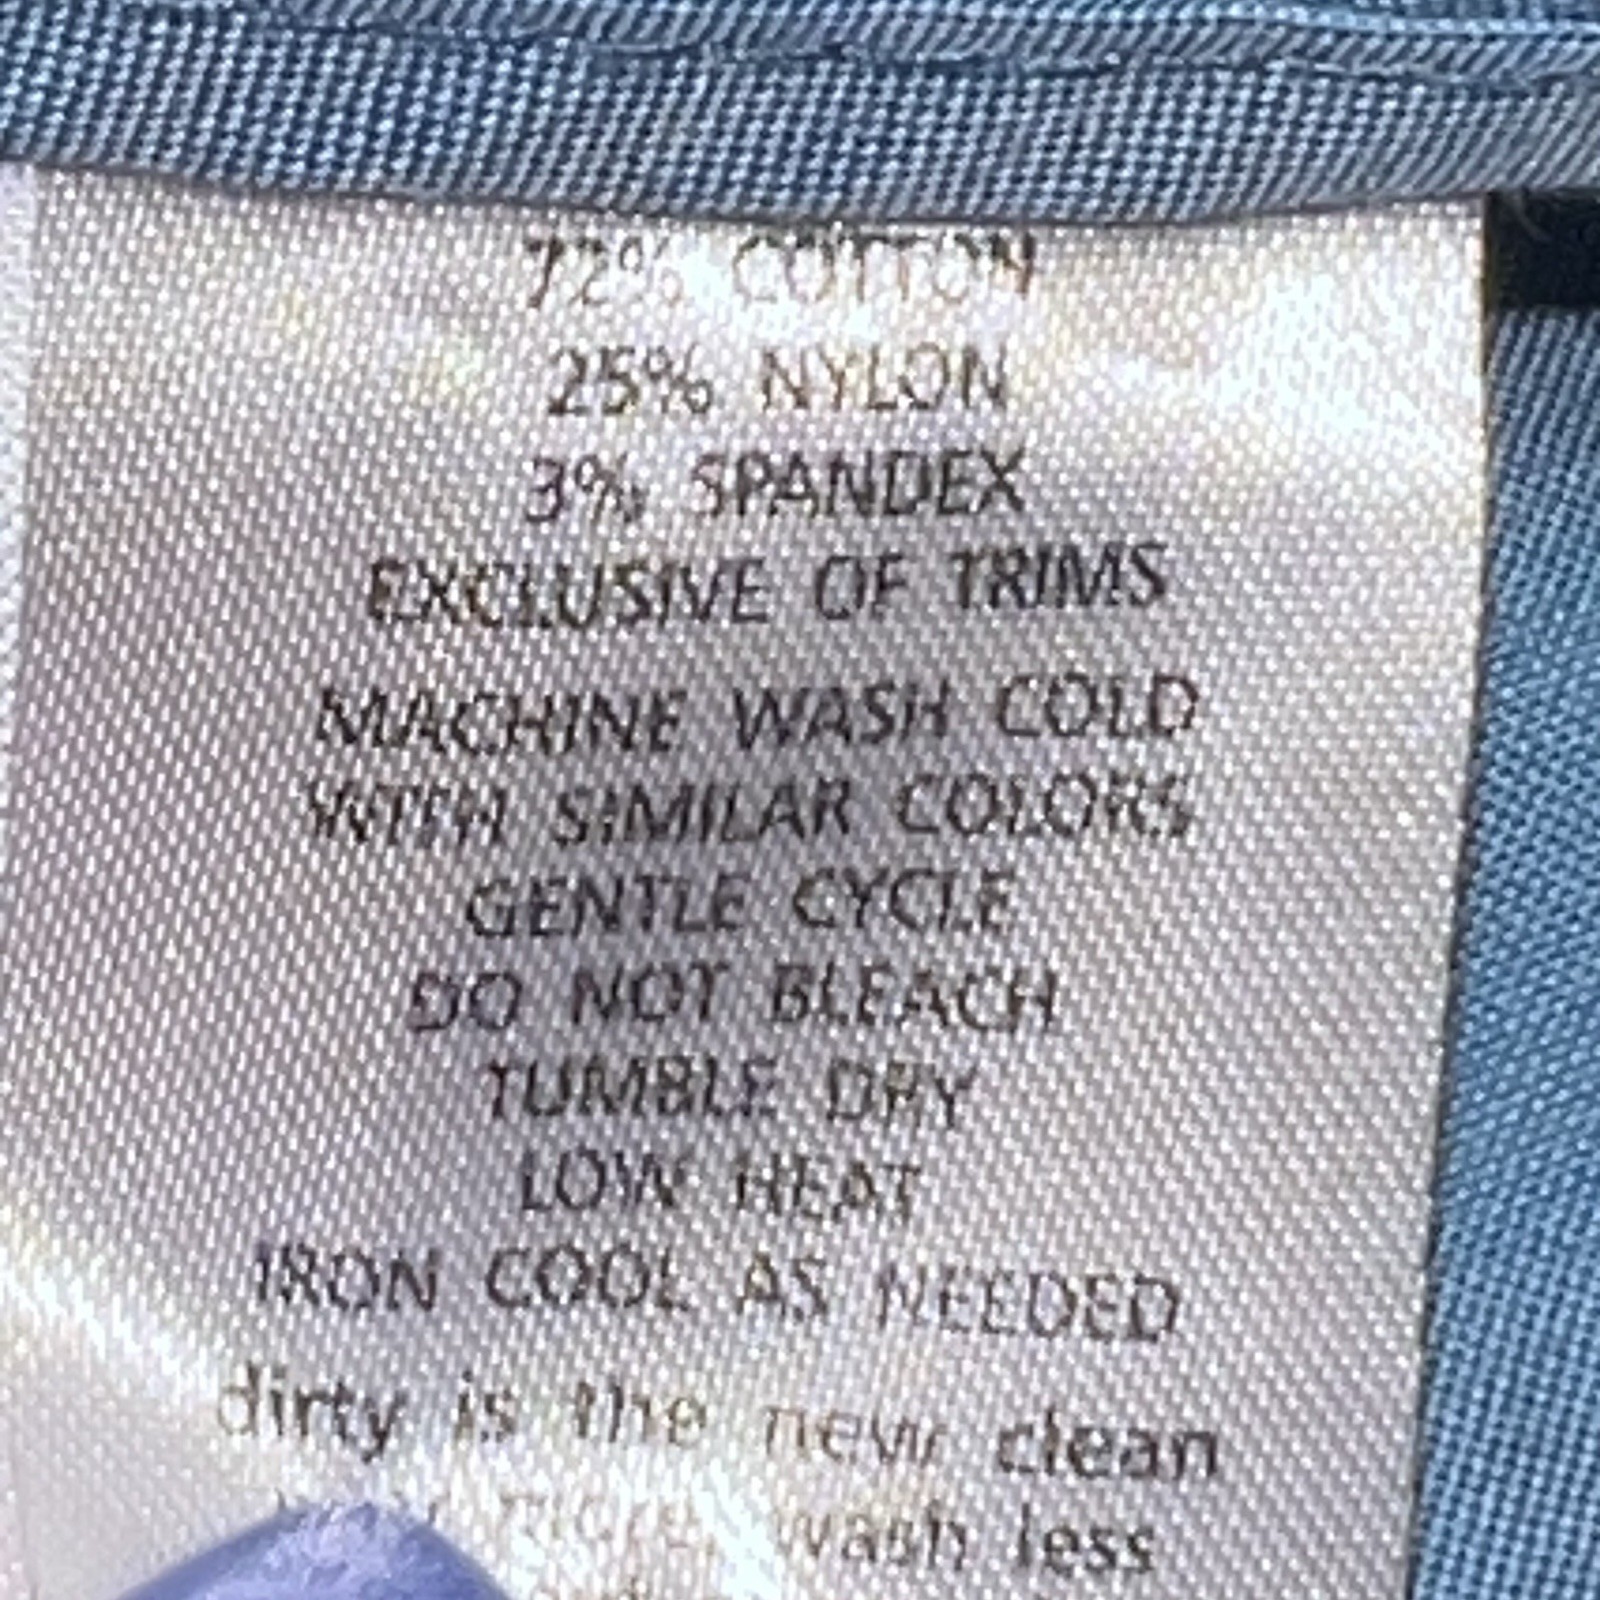 72% COTTON
25% NYLON
3% SPANDEX
EXCLUSIVE OF TRIMS
MACHINE WASH COLD
WITH SIMILAR COLORS
GENTLE CYCLE
DO NOT BLEACH
TUMBLE DRY
LOW HEAT
IRON COOL AS NEEDED
dirty is the new clean
more wash less